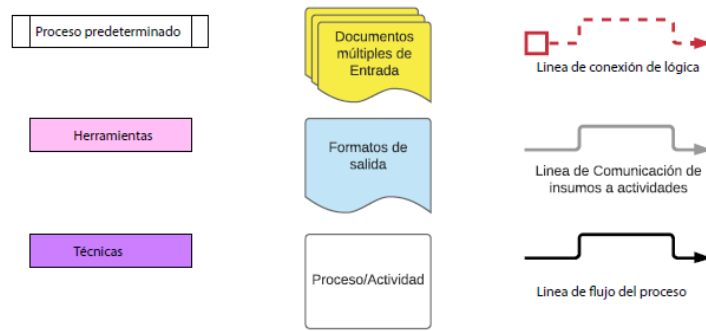 Proceso predeterminado
Documentos
múltiples de
Entrada
Linea de conexión de lógica
Herramientas
Formatos de
salida
Linea de Comunicación de
insumos a actividades
Técnicas
Proceso/Actividad
Linea de flujo del proceso